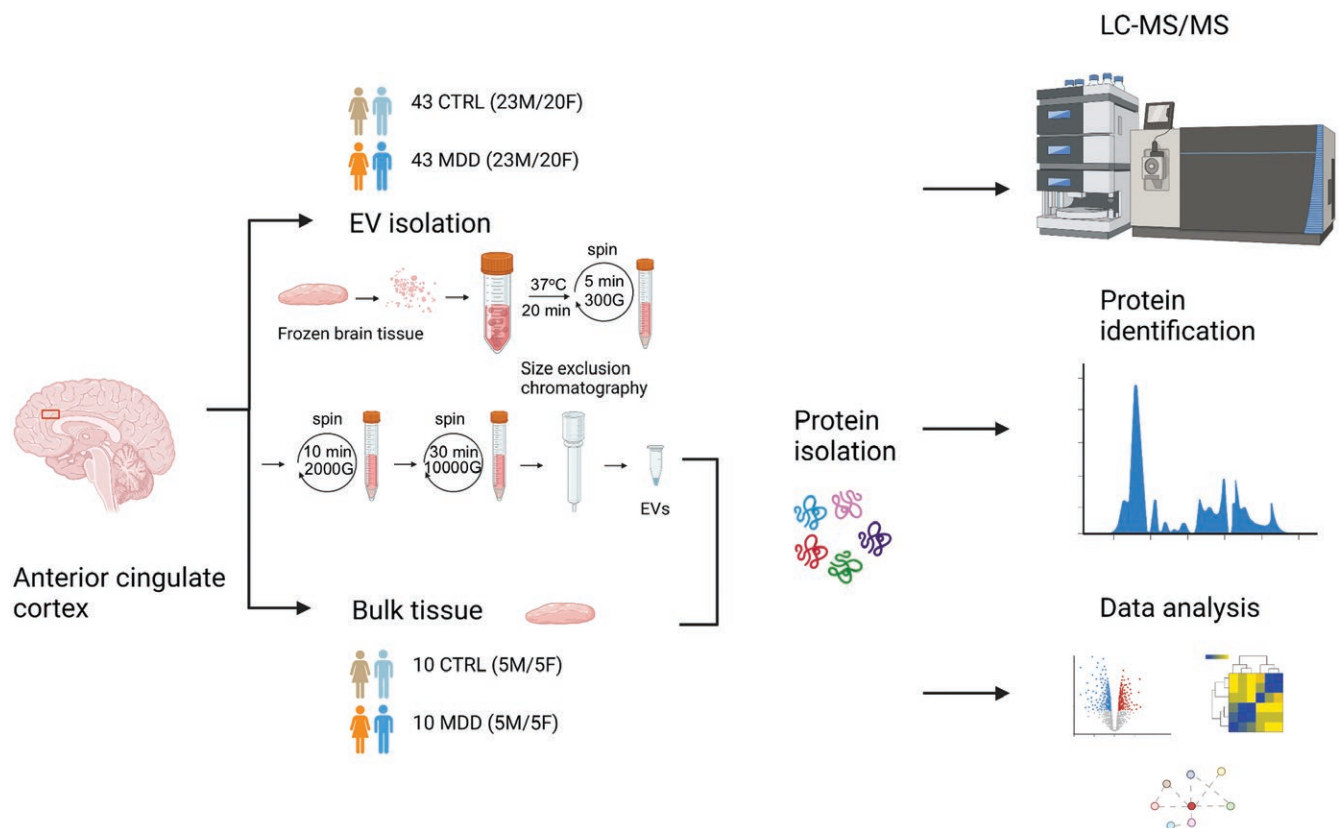 LC-MS/MS
43 CTRL (23M/20F)
43 MDD (23M/20F)
EV isolation
Frozen brain tissue
37ºC
20 min
spin
5 min
300G
spin
10 min
2000G
spin
30 min
10000G
Size exclusion
chromatography
EVs
Anterior cingulate
cortex
Bulk tissue
10 CTRL (5M/5F)
10 MDD (5M/5F)
Protein
isolation
Protein
identification
Data analysis